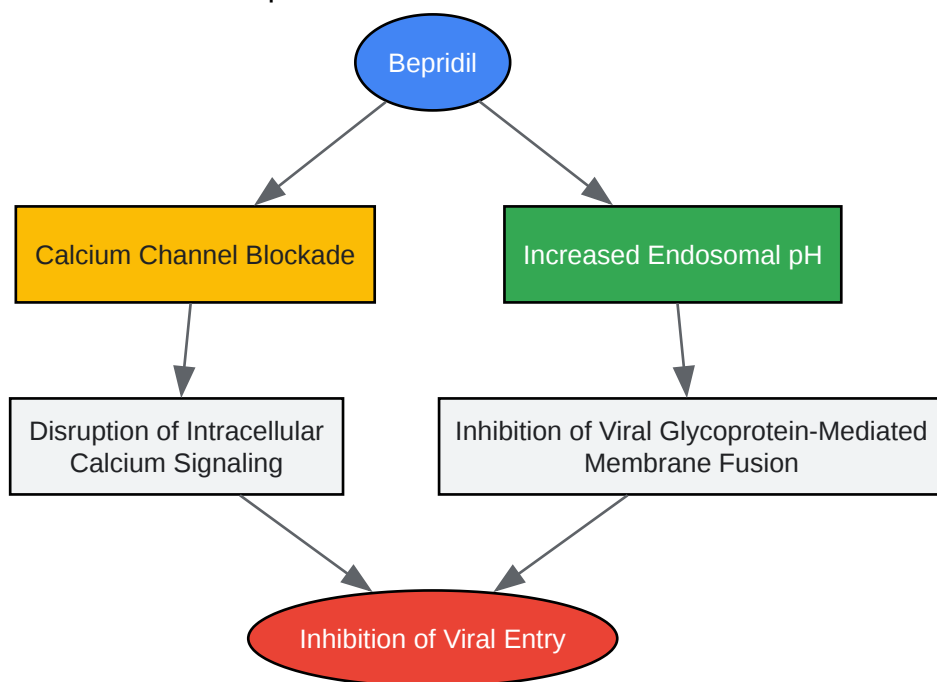 Bepridil
Calcium Channel Blockade
Increased Endosomal pH
Disruption of Intracellular
Calcium Signaling
Inhibition of Viral Glycoprotein-Mediated
Membrane Fusion
Inhibition of Viral Entry